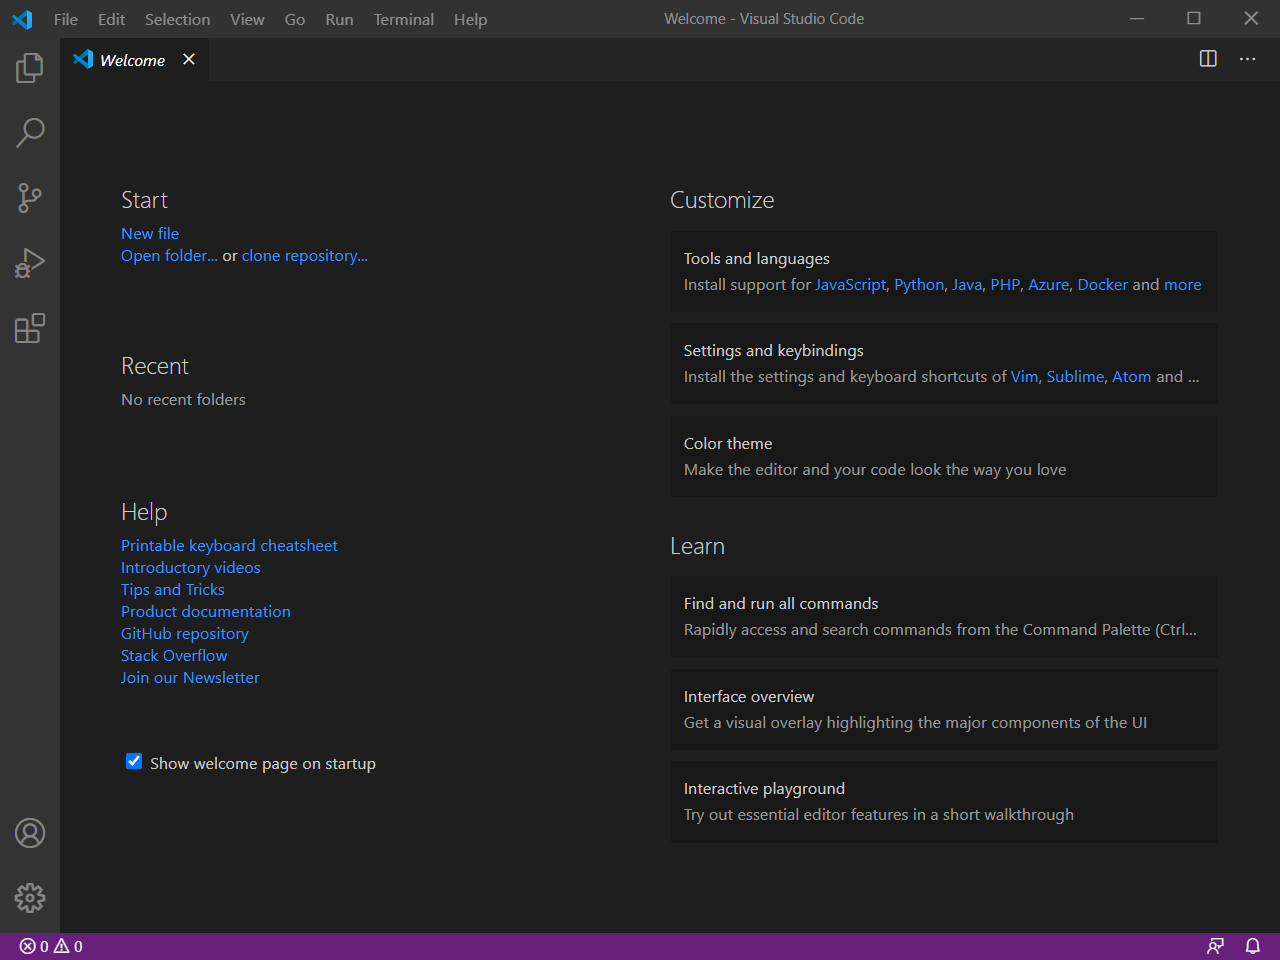 File Edit Selection View Go Run Terminal Help
Welcome - Visual Studio Code
Welcome
Start
New file
Open folder... or clone repository...
Recent
No recent folders
Help
Printable keyboard cheatsheet
Introductory videos
Tips and Tricks
Product documentation
GitHub repository
Stack Overflow
Join our Newsletter
Show welcome page on startup
Customize
Tools and languages
Install support for JavaScript, Python, Java, PHP, Azure, Docker and more
Settings and keybindings
Install the settings and keyboard shortcuts of Vim, Sublime, Atom and ...
Color theme
Make the editor and your code look the way you love
Learn
Find and run all commands
Rapidly access and search commands from the Command Palette (Ctrl...
Interface overview
Get a visual overlay highlighting the major components of the UI
Interactive playground
Try out essential editor features in a short walkthrough
0 0